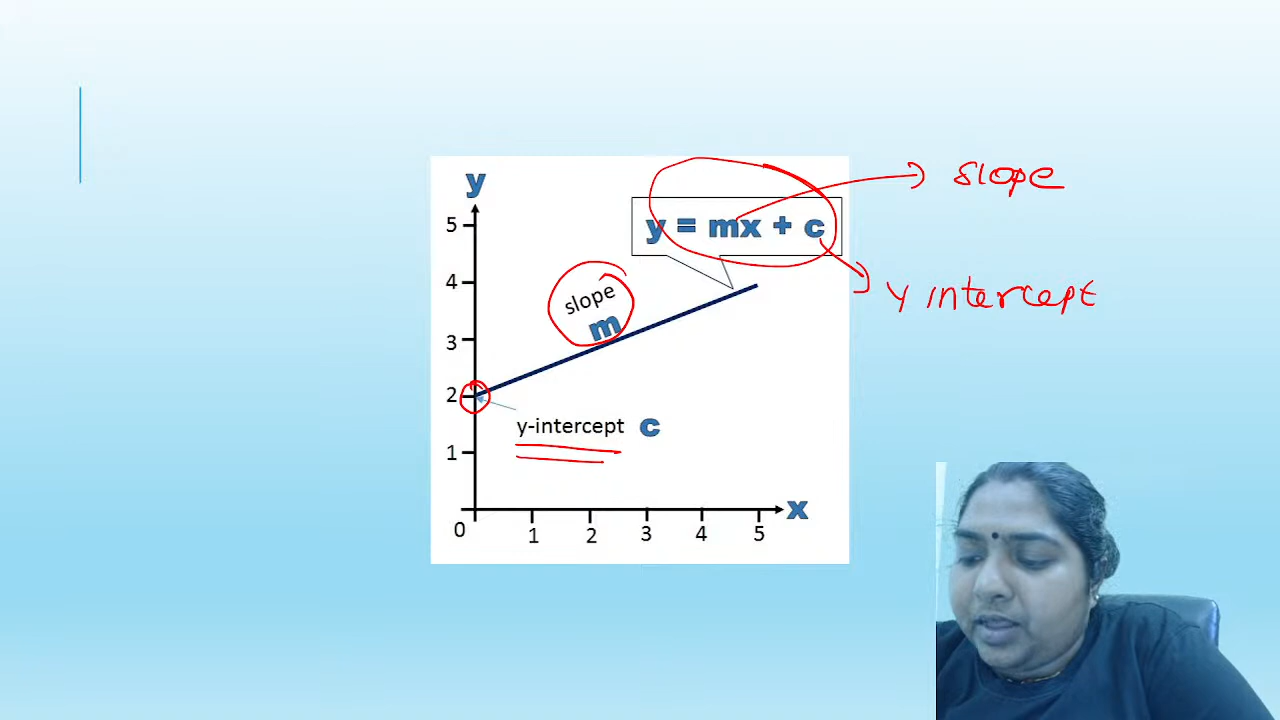 y
5
4
3
2
1
0
1
2
3
4
5
x
y = mx + c
slope
m
y-intercept c
slope
y intercept